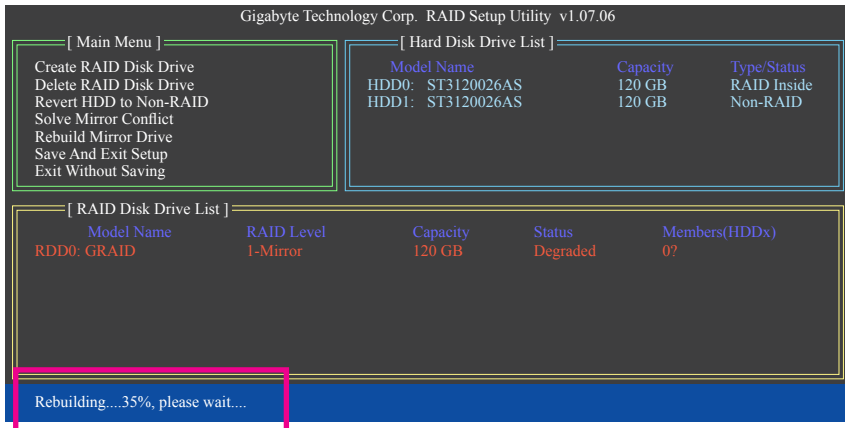 Gigabyte Technology Corp. RAID Setup Utility v1.07.06
[ Main Menu ]
Create RAID Disk Drive
Delete RAID Disk Drive
Revert HDD to Non-RAID
Solve Mirror Conflict
Rebuild Mirror Drive
Save And Exit Setup
Exit Without Saving
[ Hard Disk Drive List ]
Model Name Capacity Type/Status
HDD0: ST3120026AS 120 GB RAID Inside
HDD1: ST3120026AS 120 GB Non-RAID
[ RAID Disk Drive List ]
Model Name RAID Level Capacity Status Members(HDDx)
RDD0: GRAID 1-Mirror 120 GB Degraded 0?
Rebuilding....35%, please wait....